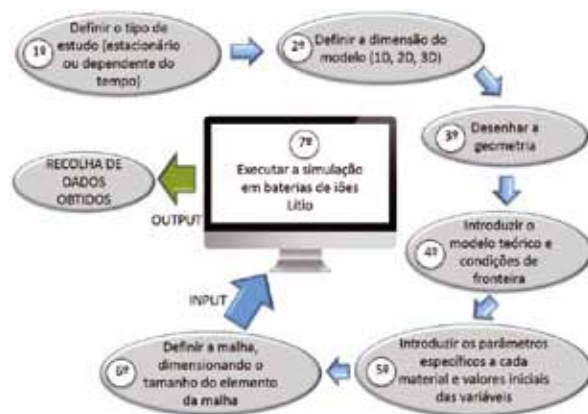 1º
Definir o tipo de
estudo (estacionário
ou dependente do
tempo)
2º
Definir a dimensão do
modelo (1D, 2D, 3D)
3º
Desenhar a
geometria
4º
Introduzir o
modelo teórico e
condições de
fronteira
5º
Introduzir os parâmetros
específicos a cada
material e valores iniciais
das variáveis
6º
Definir a malha,
dimensionando o
tamanho do elemento
da malha
INPUT
7º
Executar a simulação
em baterias de iões
Lítio
OUTPUT
RECOLHA DE
DADOS
OBTIDOS